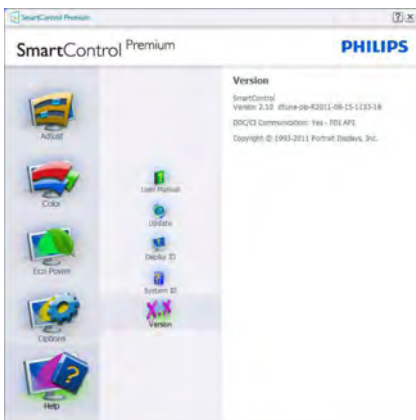 SmartControl Premium
SmartControl Premium
PHILIPS
Adjust
Color
Eco Power
Options
Help
User Manual
Update
Display ID
System ID
X.X
Version
Version
SmartControl
DDC/CI Communication: Yes - PDI API
Copyright © 1993-2011 Portrait Displays, Inc.